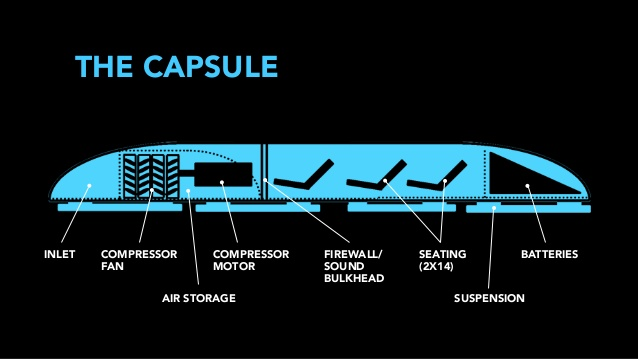 THE CAPSULE
INLET
COMPRESSOR
FAN
COMPRESSOR
MOTOR
FIREWALL/
SOUND
BULKHEAD
SEATING
(2X14)
BATTERIES
AIR STORAGE
SUSPENSION